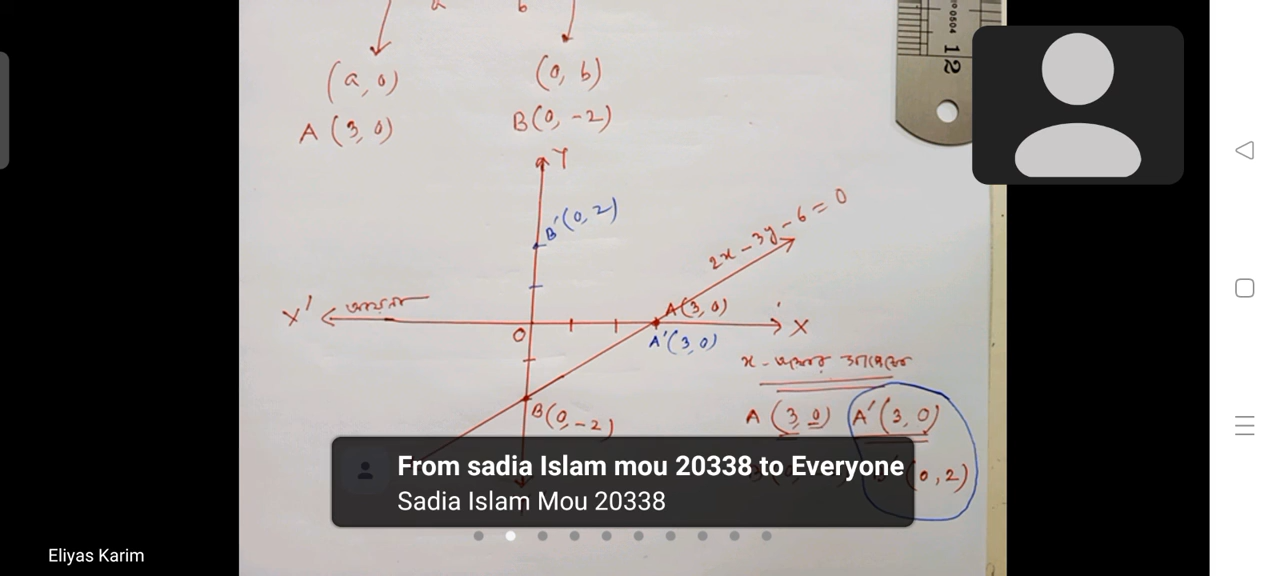 a b
(a, 0) (0, b)
A (3, 0) B(0, -2)
12
Y
B'(0, 2)
2x - 3y - 6 = 0
X'
A(3, 0)
O
X
A'(3, 0)
B(0, -2)
A (3, 0) A'(3, 0)
(0, 2)
From sadia Islam mou 20338 to Everyone
Sadia Islam Mou 20338
Eliyas Karim